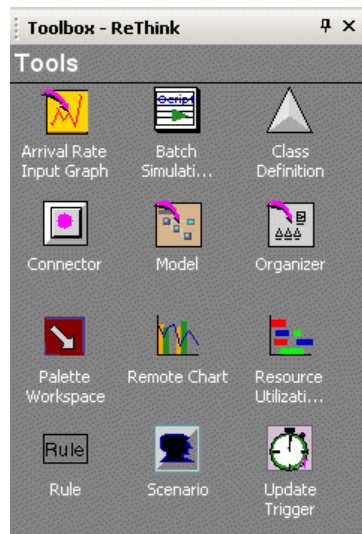 Toolbox - ReThink
Tools
Script
Arrival Rate
Input Graph
Batch
Simulati...
Class
Definition
Connector
Model
Organizer
Palette
Workspace
Remote Chart
Resource
Utilizati...
Rule
Rule
Scenario
Update
Trigger